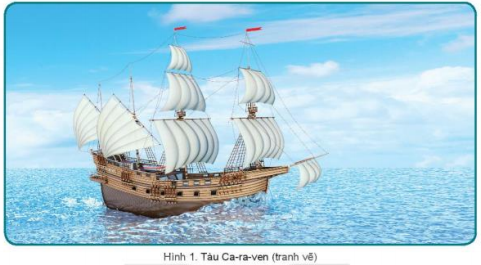 Hình 1. Tàu Ca-ra-ven (tranh vẽ)